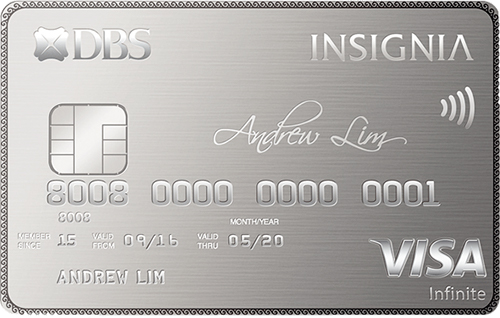 DBS INSIGNIA
Andrew Lim
8008 0000 0000 0001
8008
MONTH/YEAR
MEMBER SINCE 15 VALID FROM 09/16 VALID THRU 05/20
VISA
ANDREW LIM
Infinite